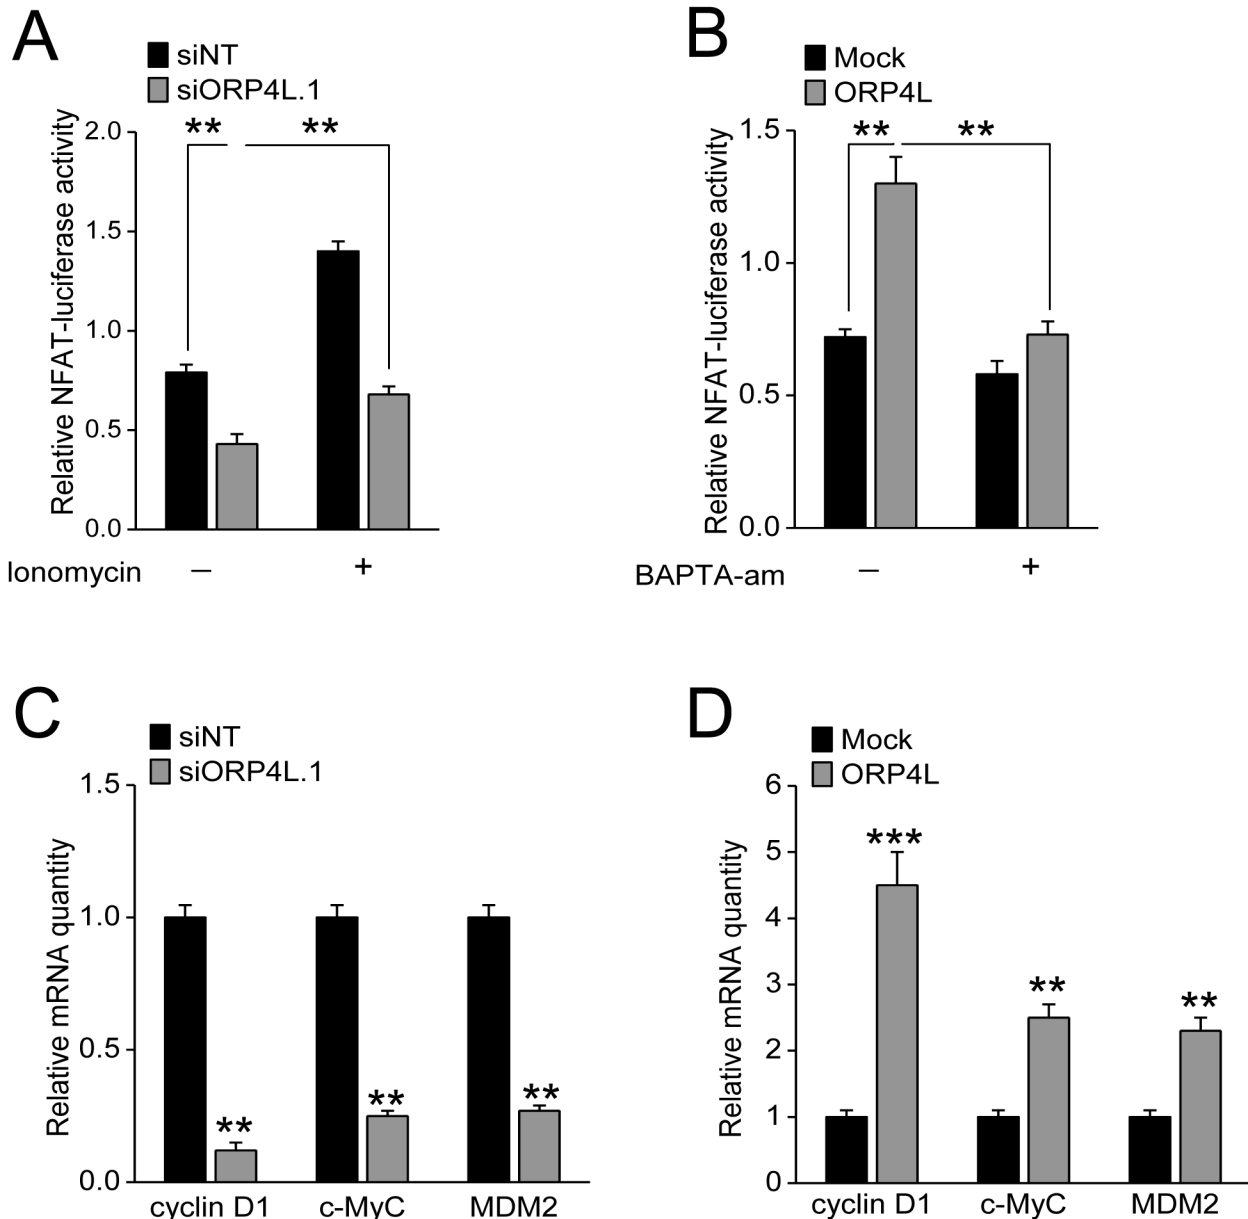 A
siNT
siORP4L.1
Relative NFAT-luciferase activity
2.0
1.5
1.0
0.5
0.0
** **
Ionomycin – +
B
Mock
ORP4L
Relative NFAT-luciferase activity
1.5
1.0
0.5
0.0
** **
BAPTA-am – +
C
siNT
siORP4L.1
Relative mRNA quantity
1.5
1.0
0.5
0.0
** ** **
cyclin D1 c-MyC MDM2
D
Mock
ORP4L
Relative mRNA quantity
6
5
4
3
2
1
0
*** ** **
cyclin D1 c-MyC MDM2